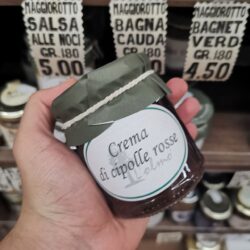 MAGGIOROTTO
SALSA
ALLE NOCI
GR.180
5.00
MAGGIOROTTO
BAGNA
CAUDA
GR.180
MAGGIOROTTO
BAGNET
VERD
GR.180
4.50
Crema
di cipolle rosse
olmo